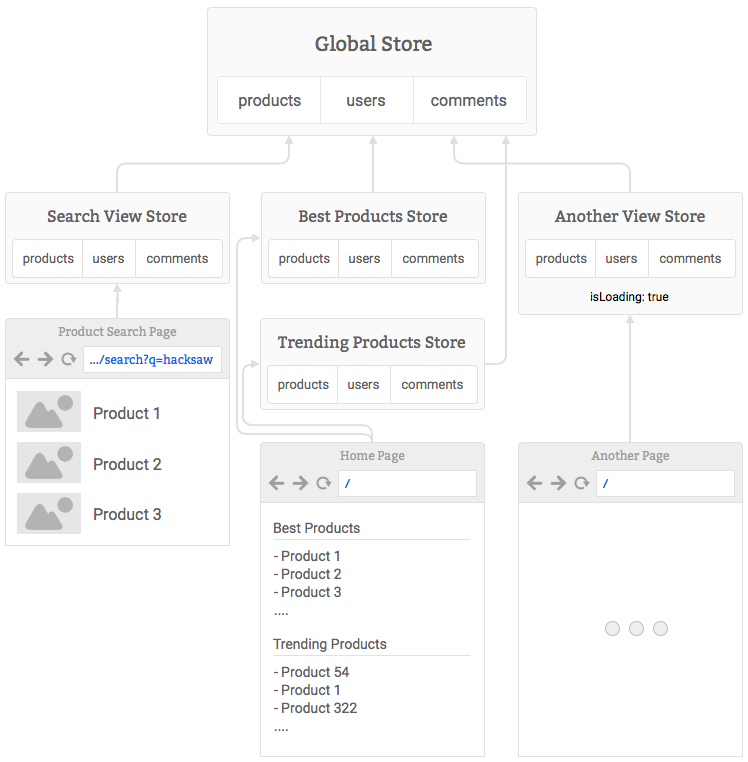 Global Store
products users comments
Search View Store
products users comments
Best Products Store
products users comments
Another View Store
products users comments
isLoading: true
Product Search Page
.../search?q=hacksaw
Product 1
Product 2
Product 3
Trending Products Store
products users comments
Home Page
/
Best Products
- Product 1
- Product 2
- Product 3
....
Trending Products
- Product 54
- Product 1
- Product 322
....
Another Page
/